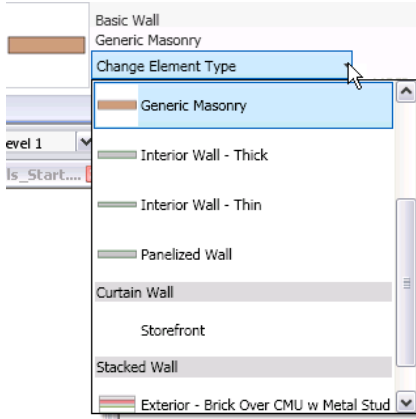 Basic Wall
Generic Masonry
Change Element Type
Generic Masonry
evel 1
Interior Wall - Thick
ls_Start....
Interior Wall - Thin
Panelized Wall
Curtain Wall
Storefront
Stacked Wall
Exterior - Brick Over CMU w Metal Stud